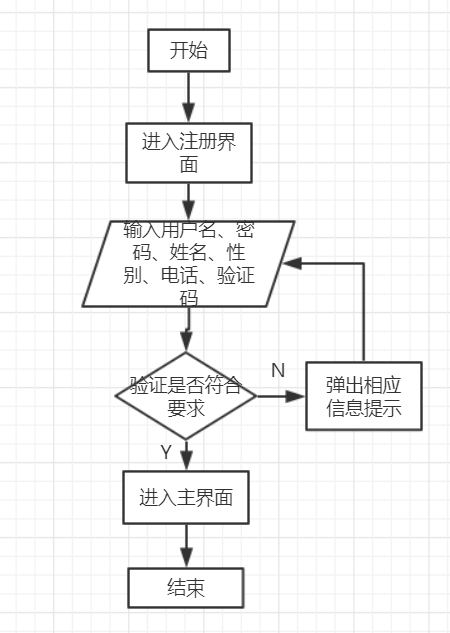 开始
进入注册界
面
输入用户名、密
码、姓名、性
别、电话、验证
码
验证是否符合
要求
N
弹出相应
信息提示
Y
进入主界面
结束